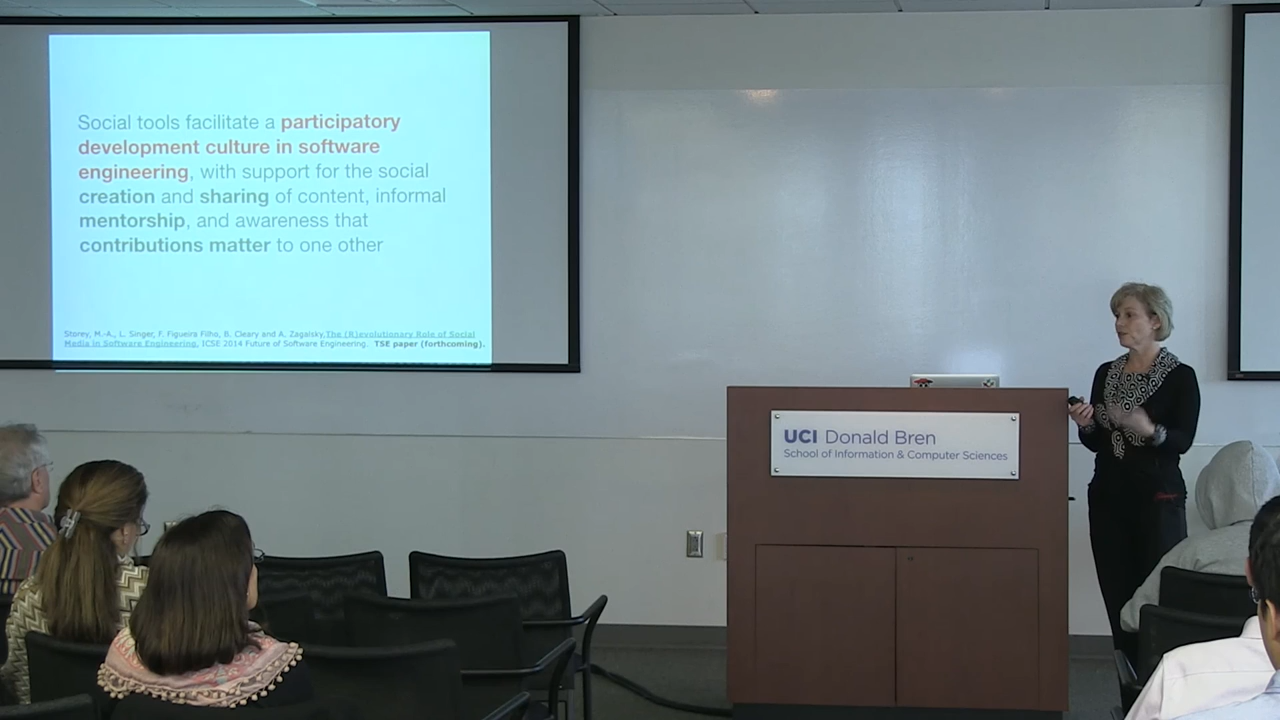 Social tools facilitate a participatory
development culture in software
engineering, with support for the social
creation and sharing of content, informal
mentorship, and awareness that
contributions matter to one other
Storey, M.-A., L. Singer, F. Figueira Filho, B. Cleary and A. Zagalsky,The (R)evolutionary Role of Social
Media in Software Engineering, ICSE 2014 Future of Software Engineering. TSE paper (forthcoming).
UCI Donald Bren
School of Information & Computer Sciences